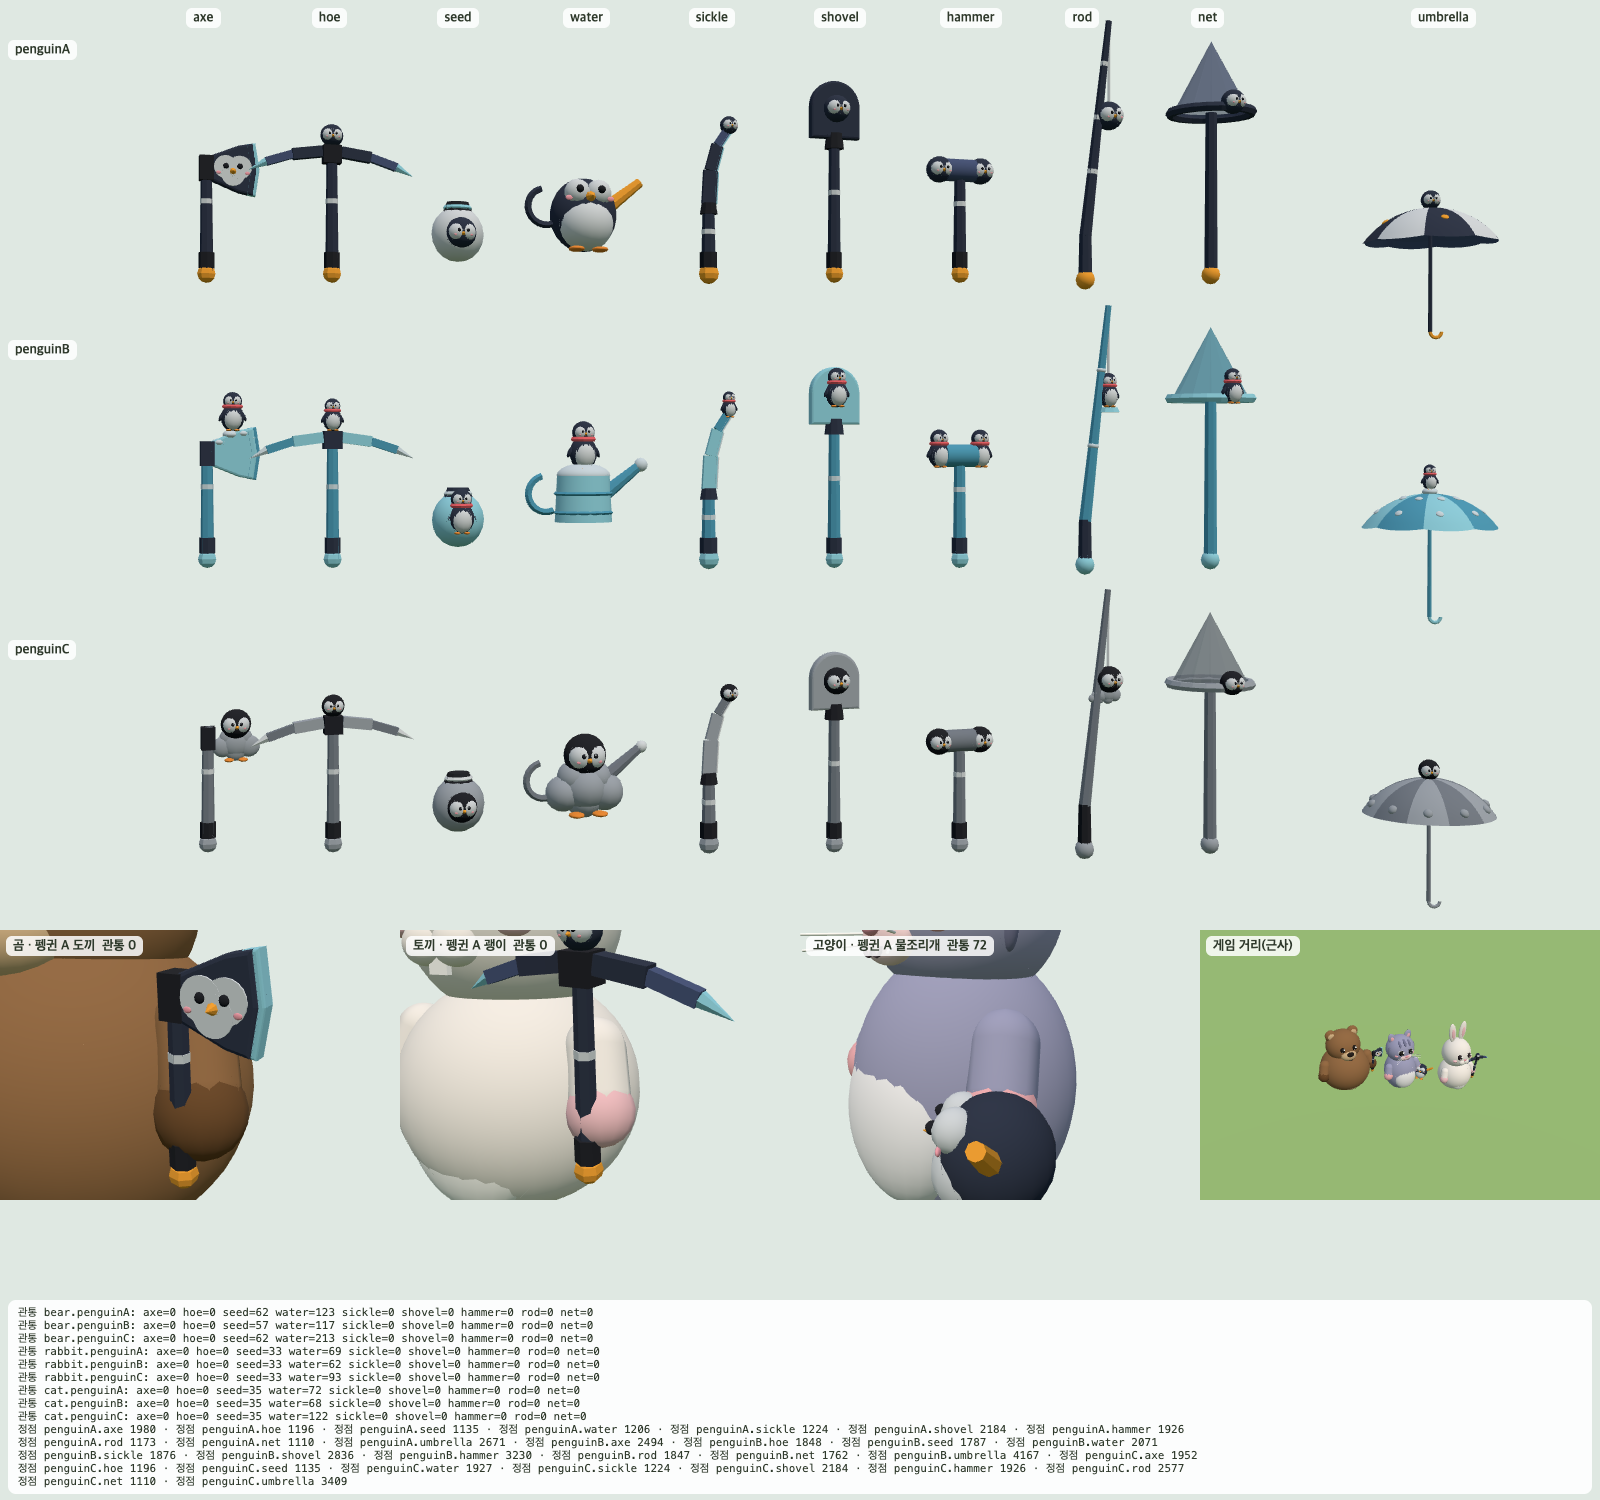 axe hoe seed water sickle shovel hammer rod net umbrella
penguinA
penguinB
penguinC
곰 · 펭귄 A 도끼 관통 0
토끼 · 펭귄 A 괭이 관통 0
고양이 · 펭귄 A 물조리개 관통 72
게임 거리(근사)
관통 bear.penguinA: axe=0 hoe=0 seed=62 water=123 sickle=0 shovel=0 hammer=0 rod=0 net=0
관통 bear.penguinB: axe=0 hoe=0 seed=57 water=117 sickle=0 shovel=0 hammer=0 rod=0 net=0
관통 bear.penguinC: axe=0 hoe=0 seed=62 water=213 sickle=0 shovel=0 hammer=0 rod=0 net=0
관통 rabbit.penguinA: axe=0 hoe=0 seed=33 water=69 sickle=0 shovel=0 hammer=0 rod=0 net=0
관통 rabbit.penguinB: axe=0 hoe=0 seed=33 water=62 sickle=0 shovel=0 hammer=0 rod=0 net=0
관통 rabbit.penguinC: axe=0 hoe=0 seed=33 water=93 sickle=0 shovel=0 hammer=0 rod=0 net=0
관통 cat.penguinA: axe=0 hoe=0 seed=35 water=72 sickle=0 shovel=0 hammer=0 rod=0 net=0
관통 cat.penguinB: axe=0 hoe=0 seed=35 water=68 sickle=0 shovel=0 hammer=0 rod=0 net=0
관통 cat.penguinC: axe=0 hoe=0 seed=35 water=122 sickle=0 shovel=0 hammer=0 rod=0 net=0
정점 penguinA.axe 1980 · 정점 penguinA.hoe 1196 · 정점 penguinA.seed 1135 · 정점 penguinA.water 1206 · 정점 penguinA.sickle 1224 · 정점 penguinA.shovel 2184 · 정점 penguinA.hammer 1926
정점 penguinA.rod 1173 · 정점 penguinA.net 1110 · 정점 penguinA.umbrella 2671 · 정점 penguinB.axe 2494 · 정점 penguinB.hoe 1848 · 정점 penguinB.seed 1787 · 정점 penguinB.water 2071
정점 penguinB.sickle 1876 · 정점 penguinB.shovel 2836 · 정점 penguinB.hammer 3230 · 정점 penguinB.rod 1847 · 정점 penguinB.net 1762 · 정점 penguinB.umbrella 4167 · 정점 penguinC.axe 1952
정점 penguinC.hoe 1196 · 정점 penguinC.seed 1135 · 정점 penguinC.water 1927 · 정점 penguinC.sickle 1224 · 정점 penguinC.shovel 2184 · 정점 penguinC.hammer 1926 · 정점 penguinC.rod 2577
정점 penguinC.net 1110 · 정점 penguinC.umbrella 3409